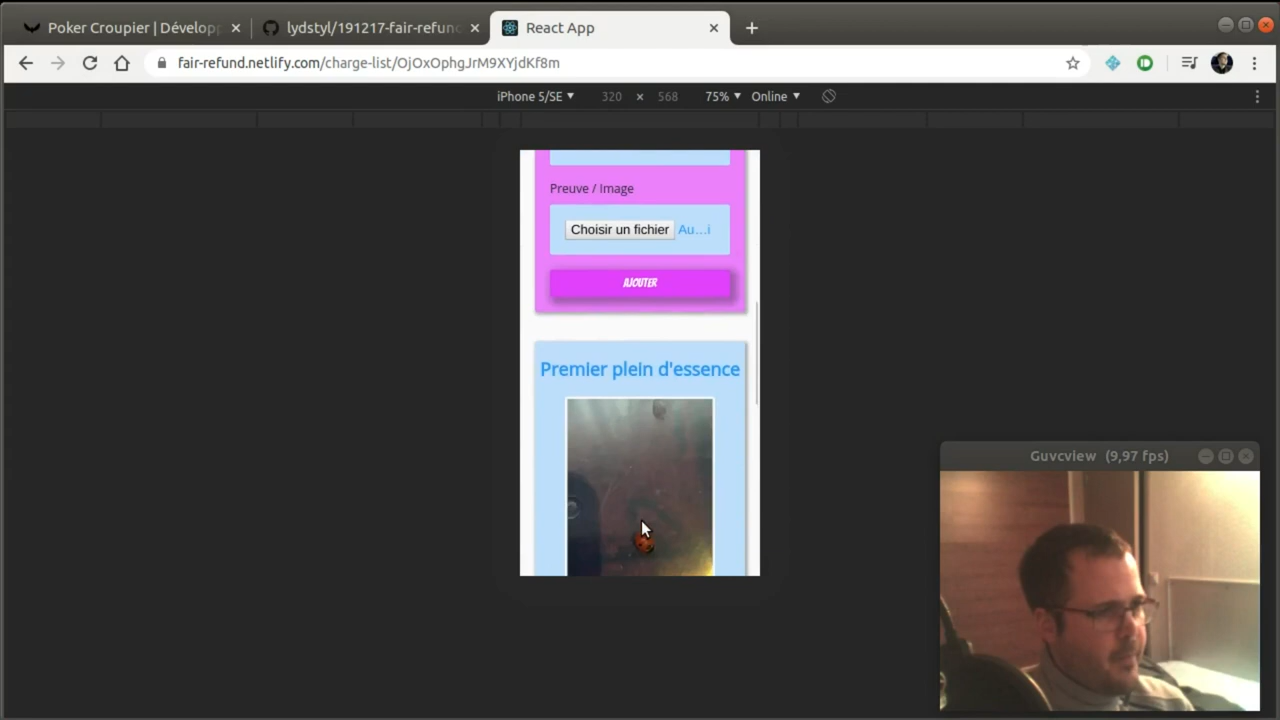 Poker Croupier | Dévelop
lydstyl/191217-fair-refun
React App
fair-refund.netlify.com/charge-list/OjOxOphgJrM9XYjdKf8m
iPhone 5/SE 320 × 568 75% Online
Preuve / Image
Choisir un fichier Au…i
AJOUTER
Premier plein d'essence
Guvcview (9,97 fps)